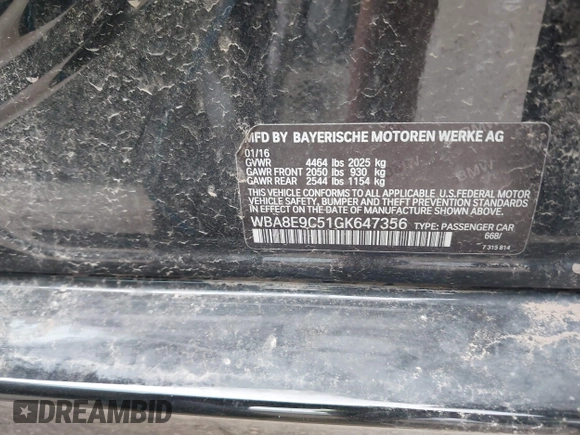 MFD BY BAYERISCHE MOTOREN WERKE AG
01/16
GVWR 4464 lbs 2025 kg
GAWR FRONT 2050 lbs 930 kg
GAWR REAR 2544 lbs 1154 kg
THIS VEHICLE CONFORMS TO ALL APPLICABLE U.S.FEDERAL MOTOR
VEHICLE SAFETY, BUMPER AND THEFT PREVENTION STANDARDS
IN EFFECT ON THE DATE OF MANUFACTURE SHOWN ABOVE.
WBA8E9C51GK647356 TYPE: PASSENGER CAR
668/
7 315 814
BMW
DREAMBID